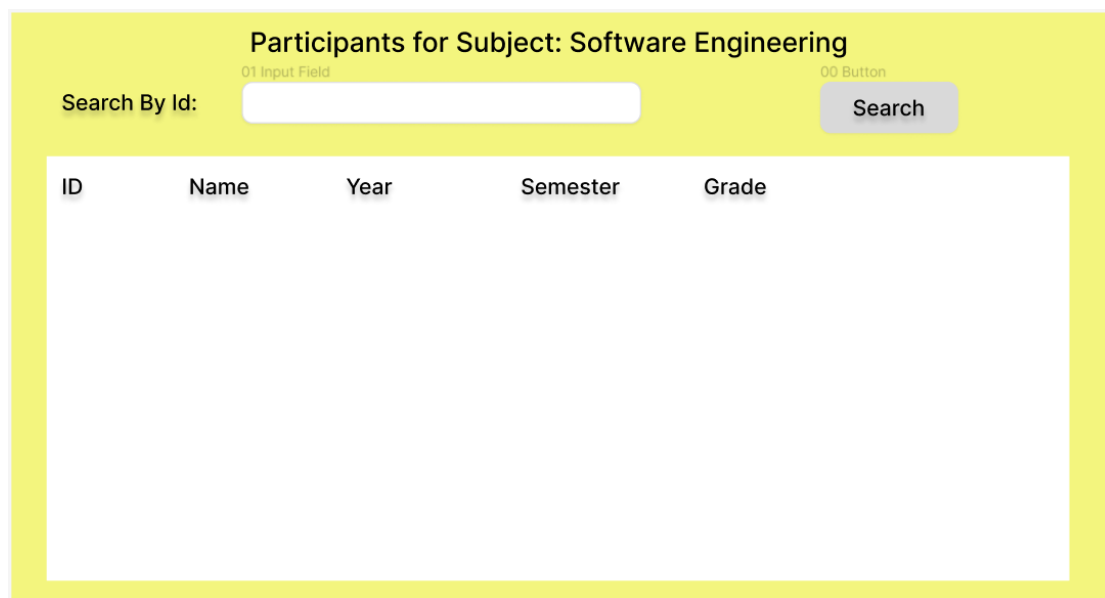 Participants for Subject: Software Engineering
01 Input Field
00 Button
Search By Id:
Search
ID Name Year Semester Grade